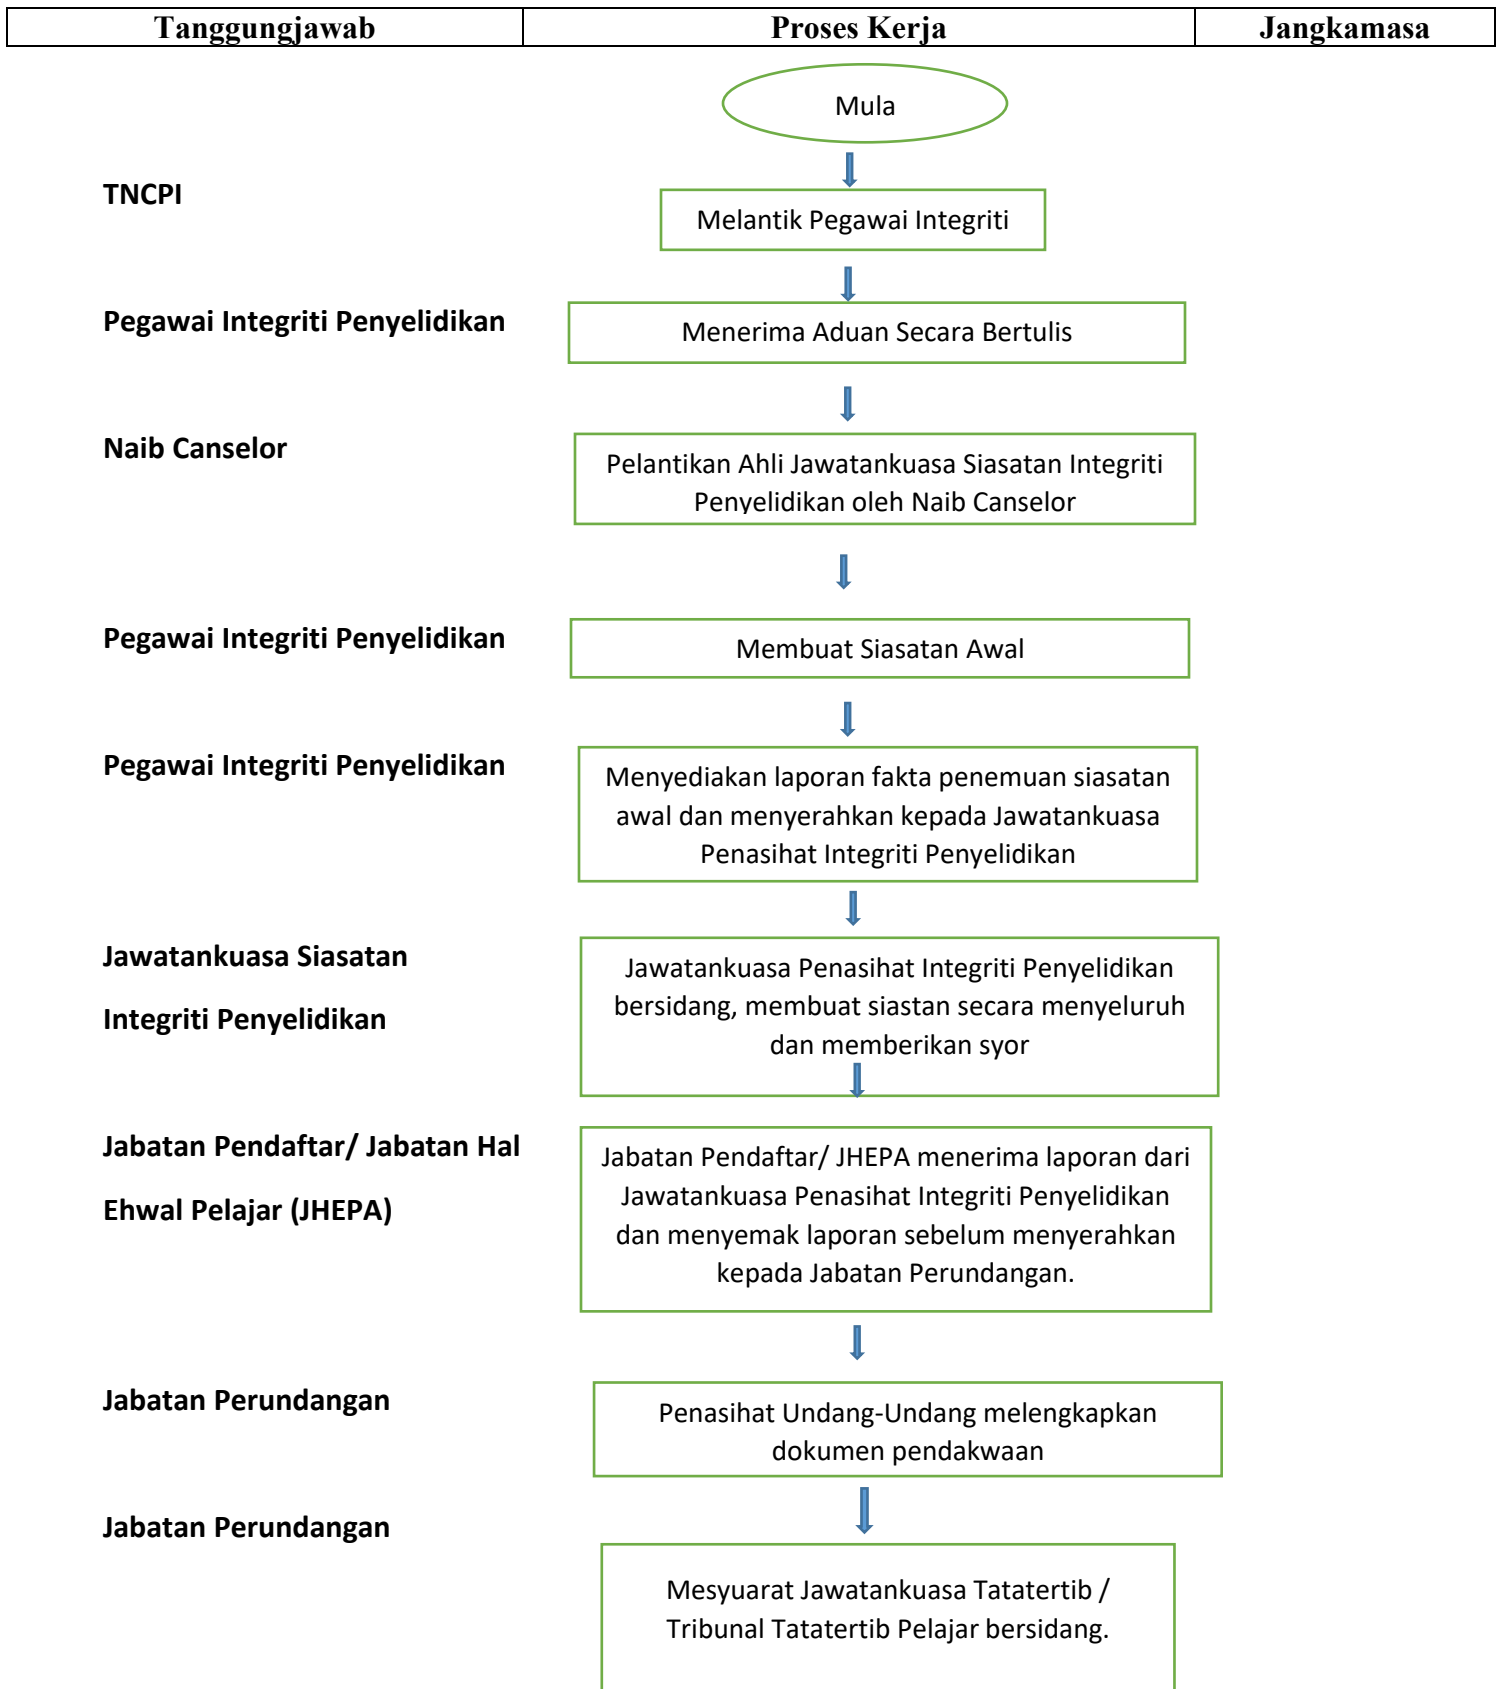 Tanggungjawab Proses Kerja Jangkamasa
Mula
TNCPI
Melantik Pegawai Integriti
Pegawai Integriti Penyelidikan
Menerima Aduan Secara Bertulis
Naib Canselor
Pelantikan Ahli Jawatankuasa Siasatan Integriti
Penyelidikan oleh Naib Canselor
Pegawai Integriti Penyelidikan
Membuat Siasatan Awal
Pegawai Integriti Penyelidikan
Menyediakan laporan fakta penemuan siasatan
awal dan menyerahkan kepada Jawatankuasa
Penasihat Integriti Penyelidikan
Jawatankuasa Siasatan
Integriti Penyelidikan
Jawatankuasa Penasihat Integriti Penyelidikan
bersidang, membuat siastan secara menyeluruh
dan memberikan syor
Jabatan Pendaftar/ Jabatan Hal
Ehwal Pelajar (JHEPA)
Jabatan Pendaftar/ JHEPA menerima laporan dari
Jawatankuasa Penasihat Integriti Penyelidikan
dan menyemak laporan sebelum menyerahkan
kepada Jabatan Perundangan.
Jabatan Perundangan
Penasihat Undang-Undang melengkapkan
dokumen pendakwaan
Jabatan Perundangan
Mesyuarat Jawatankuasa Tatatertib /
Tribunal Tatatertib Pelajar bersidang.